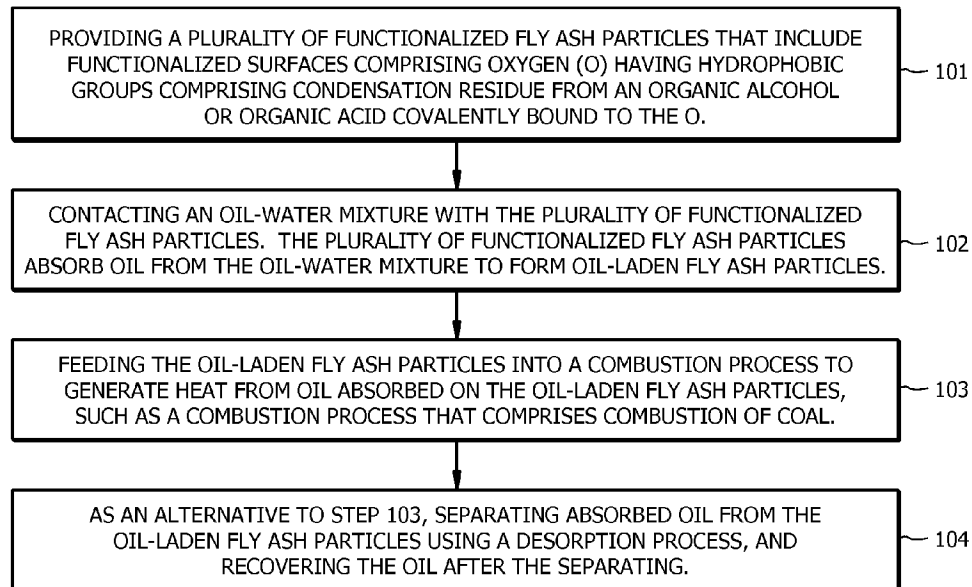 PROVIDING A PLURALITY OF FUNCTIONALIZED FLY ASH PARTICLES THAT INCLUDE
FUNCTIONALIZED SURFACES COMPRISING OXYGEN (O) HAVING HYDROPHOBIC
GROUPS COMPRISING CONDENSATION RESIDUE FROM AN ORGANIC ALCOHOL
OR ORGANIC ACID COVALENTLY BOUND TO THE O.
101
CONTACTING AN OIL-WATER MIXTURE WITH THE PLURALITY OF FUNCTIONALIZED
FLY ASH PARTICLES. THE PLURALITY OF FUNCTIONALIZED FLY ASH PARTICLES
ABSORB OIL FROM THE OIL-WATER MIXTURE TO FORM OIL-LADEN FLY ASH PARTICLES.
102
FEEDING THE OIL-LADEN FLY ASH PARTICLES INTO A COMBUSTION PROCESS TO
GENERATE HEAT FROM OIL ABSORBED ON THE OIL-LADEN FLY ASH PARTICLES,
SUCH AS A COMBUSTION PROCESS THAT COMPRISES COMBUSTION OF COAL.
103
AS AN ALTERNATIVE TO STEP 103, SEPARATING ABSORBED OIL FROM THE
OIL-LADEN FLY ASH PARTICLES USING A DESORPTION PROCESS, AND
RECOVERING THE OIL AFTER THE SEPARATING.
104